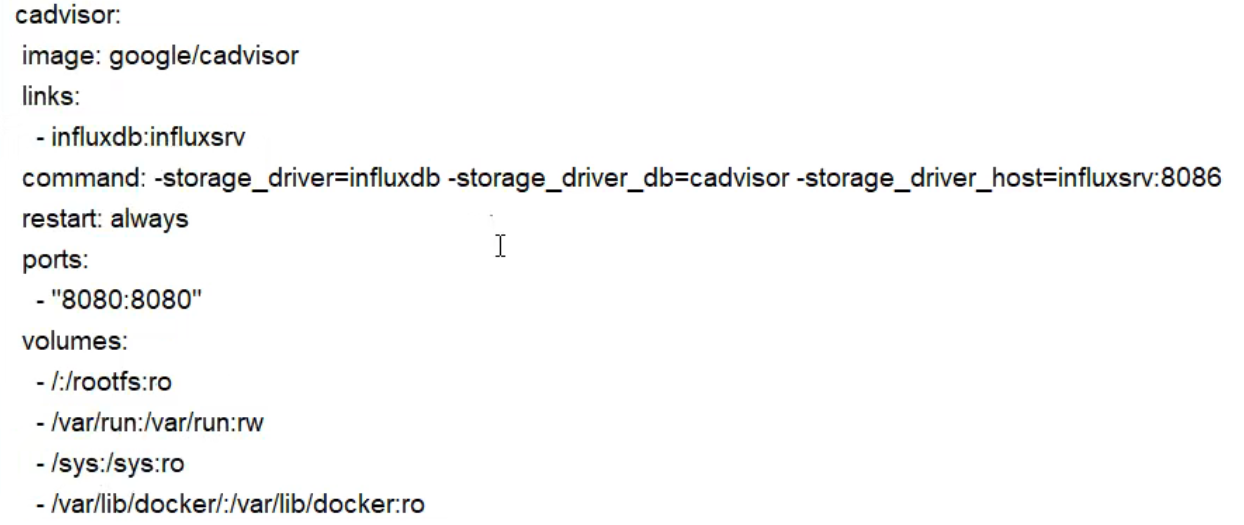 cadvisor:
image: google/cadvisor
links:
- influxdb:influxsrv
command: -storage_driver=influxdb -storage_driver_db=cadvisor -storage_driver_host=influxsrv:8086
restart: always
ports:
- "8080:8080"
volumes:
- /:/rootfs:ro
- /var/run:/var/run:rw
- /sys:/sys:ro
- /var/lib/docker/:/var/lib/docker:ro